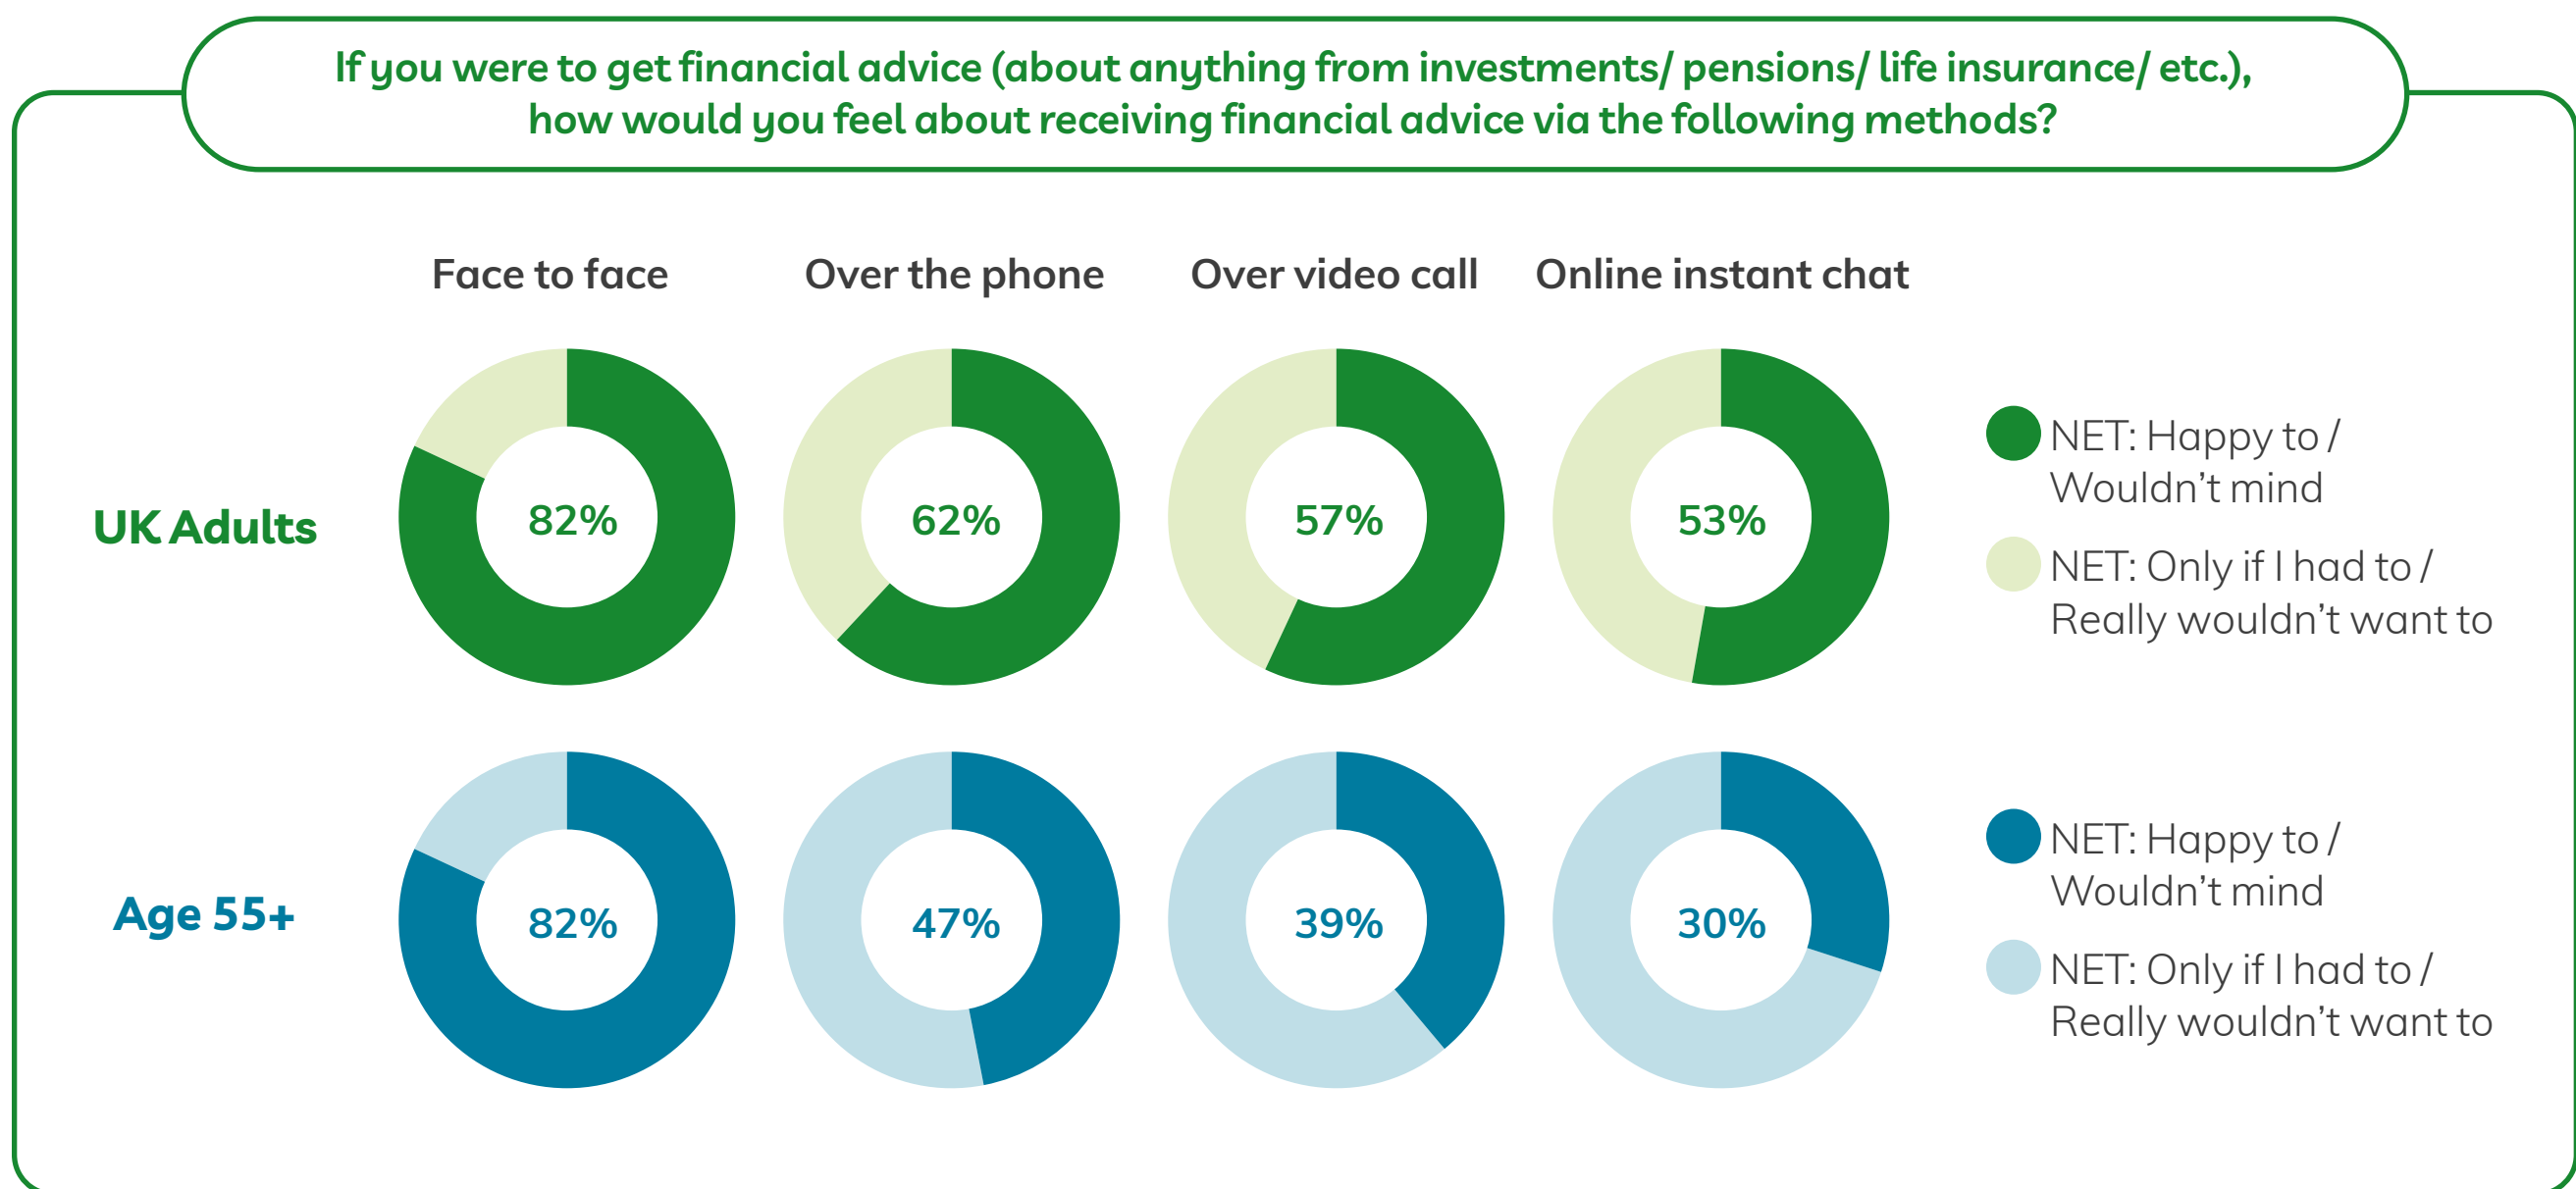 If you were to get financial advice (about anything from investments/ pensions/ life insurance/ etc.),
how would you feel about receiving financial advice via the following methods?
Face to face
Over the phone
Over video call
Online instant chat
UK Adults
82%
62%
57%
53%
NET: Happy to /
Wouldn't mind
NET: Only if I had to /
Really wouldn't want to
Age 55+
82%
47%
39%
30%
NET: Happy to /
Wouldn't mind
NET: Only if I had to /
Really wouldn't want to